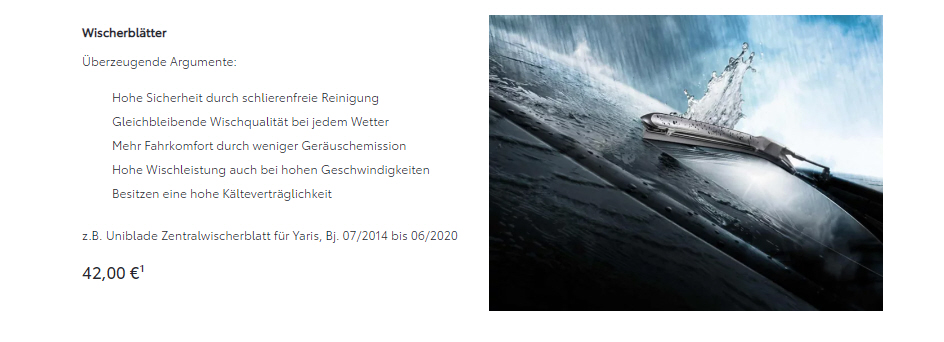 Wischerblätter
Überzeugende Argumente:
Hohe Sicherheit durch schlierenfreie Reinigung
Gleichbleibende Wischqualität bei jedem Wetter
Mehr Fahrkomfort durch weniger Geräuschemission
Hohe Wischleistung auch bei hohen Geschwindigkeiten
Besitzen eine hohe Kälteverträglichkeit
z.B. Uniblade Zentralwischerblatt für Yaris, Bj. 07/2014 bis 06/2020
42,00 €¹